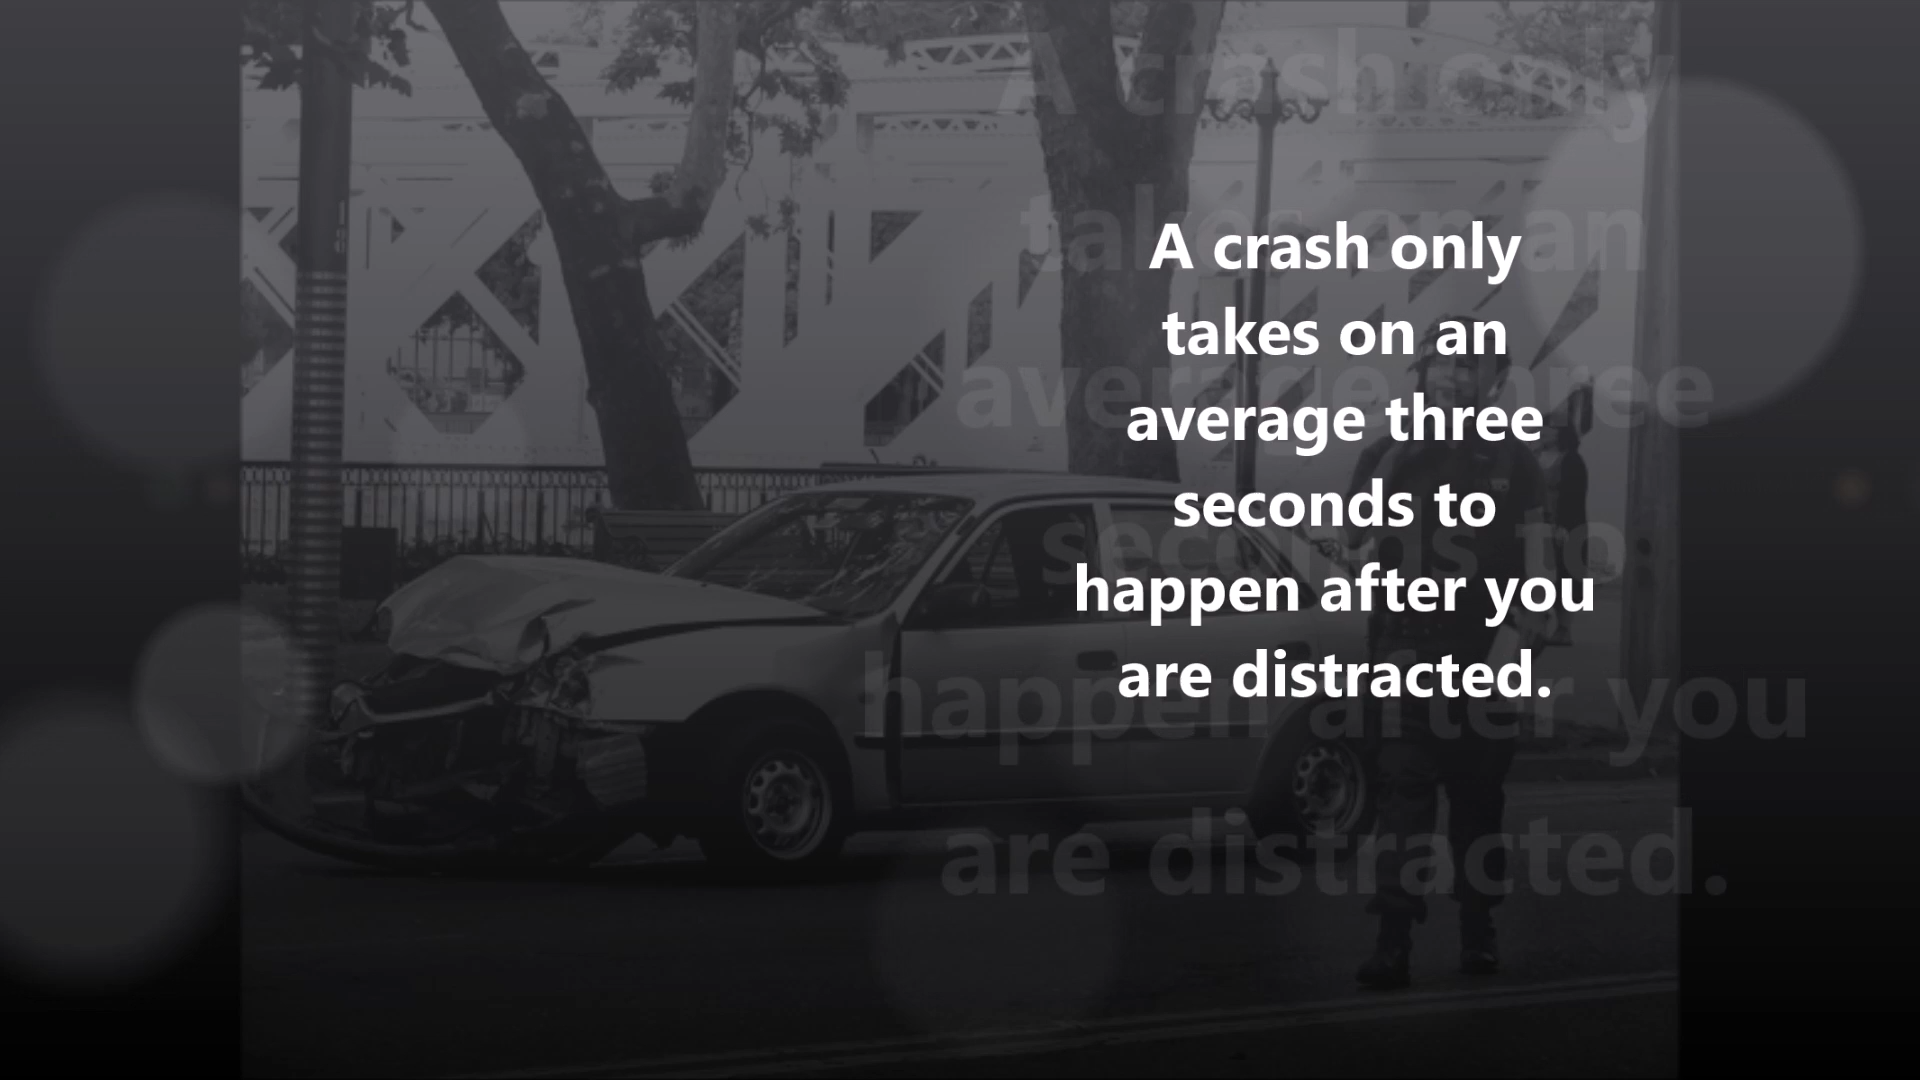 A crash only
takes on an
average three
seconds to
happen after you
are distracted.